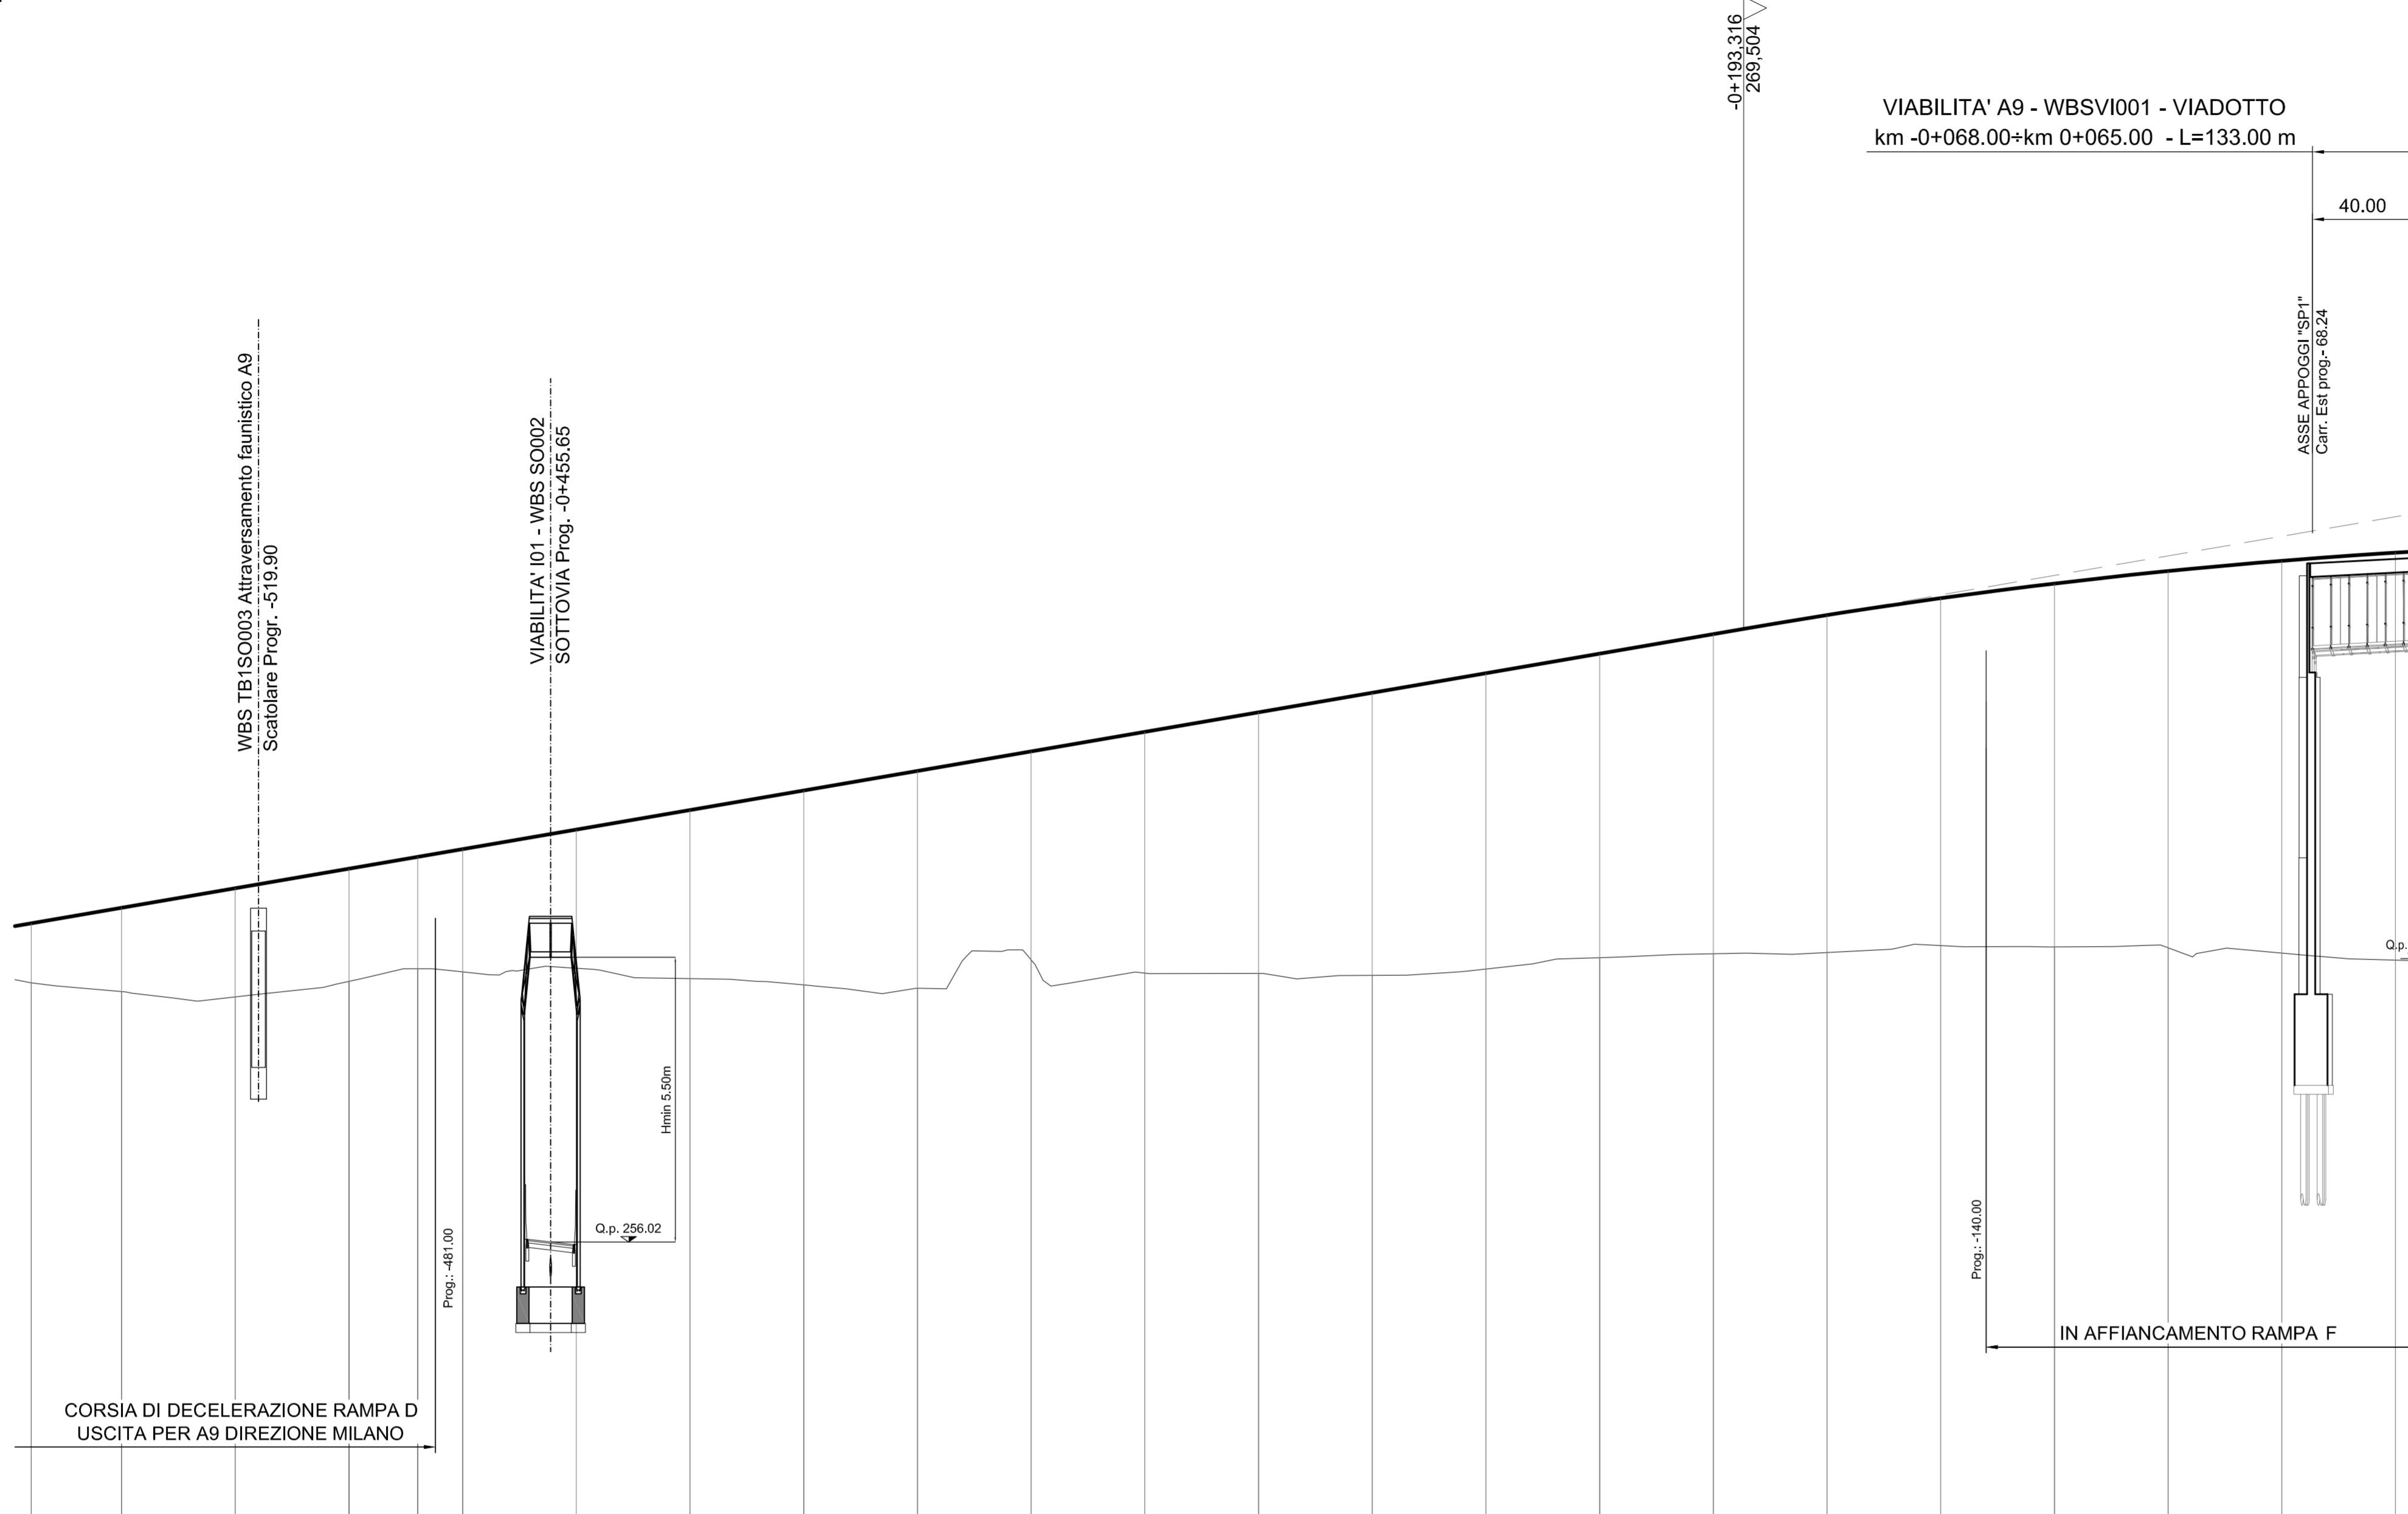 -0+193,316
269,504
VIABILITA' A9 - WBSVI001 - VIADOTTO
km -0+068.00÷km 0+065.00 - L=133.00 m
40.00
ASSE APPOGGI "SP1"
Carr. Est prog.- 68.24
WBS TB1SO003 Attraversamento faunistico A9
Scatolare Progr. -519.90
VIABILITA' I01 - WBS SO002
SOTTOVIA Prog. -0+455.65
Q.p.
Hmin 5.50m
Q.p. 256.02
Prog.: -481.00
Prog.: -140.00
IN AFFIANCAMENTO RAMPA F
CORSIA DI DECELERAZIONE RAMPA D
USCITA PER A9 DIREZIONE MILANO